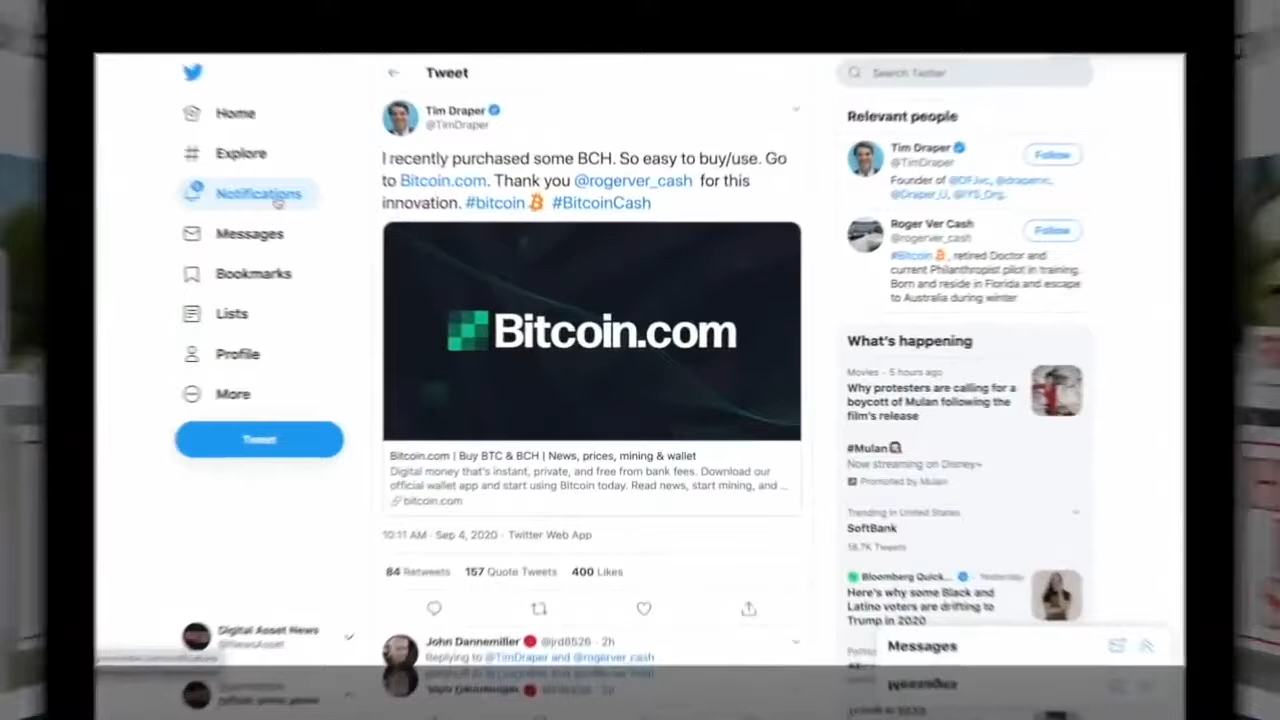 Tweet
Search Twitter
Home
Explore
Notifications
Messages
Bookmarks
Lists
Profile
More
Tweet
Digital Asset News
@NewsAsset
Tim Draper
@TimDraper
I recently purchased some BCH. So easy to buy/use. Go
to Bitcoin.com. Thank you @rogerver_cash for this
innovation. #bitcoin #BitcoinCash
Bitcoin.com
Bitcoin.com | Buy BTC & BCH | News, prices, mining & wallet
Digital money that's instant, private, and free from bank fees. Download our
official wallet app and start using Bitcoin today. Read news, start mining, and ...
bitcoin.com
10:11 AM · Sep 4, 2020 · Twitter Web App
84 Retweets 157 Quote Tweets 400 Likes
John Dannemiller @jrd8526 · 2h
Replying to @TimDraper and @rogerver_cash
Relevant people
Tim Draper
@TimDraper
Follow
Founder of @DFJvc, @drapervc,
@Draper_U, @IYS_Org.
Roger Ver Cash
@rogerver_cash
Follow
#Bitcoin , retired Doctor and
current Philanthropist pilot in training.
Born and reside in Florida and escape
to Australia during winter
What's happening
Movies · 5 hours ago
Why protesters are calling for a
boycott of Mulan following the
film's release
#Mulan
Now streaming on Disney+
Promoted by Mulan
Trending in United States
SoftBank
18.7K Tweets
Bloomberg Quick... · Yesterday
Here's why some Black and
Latino voters are drifting to
Trump in 2020
Messages